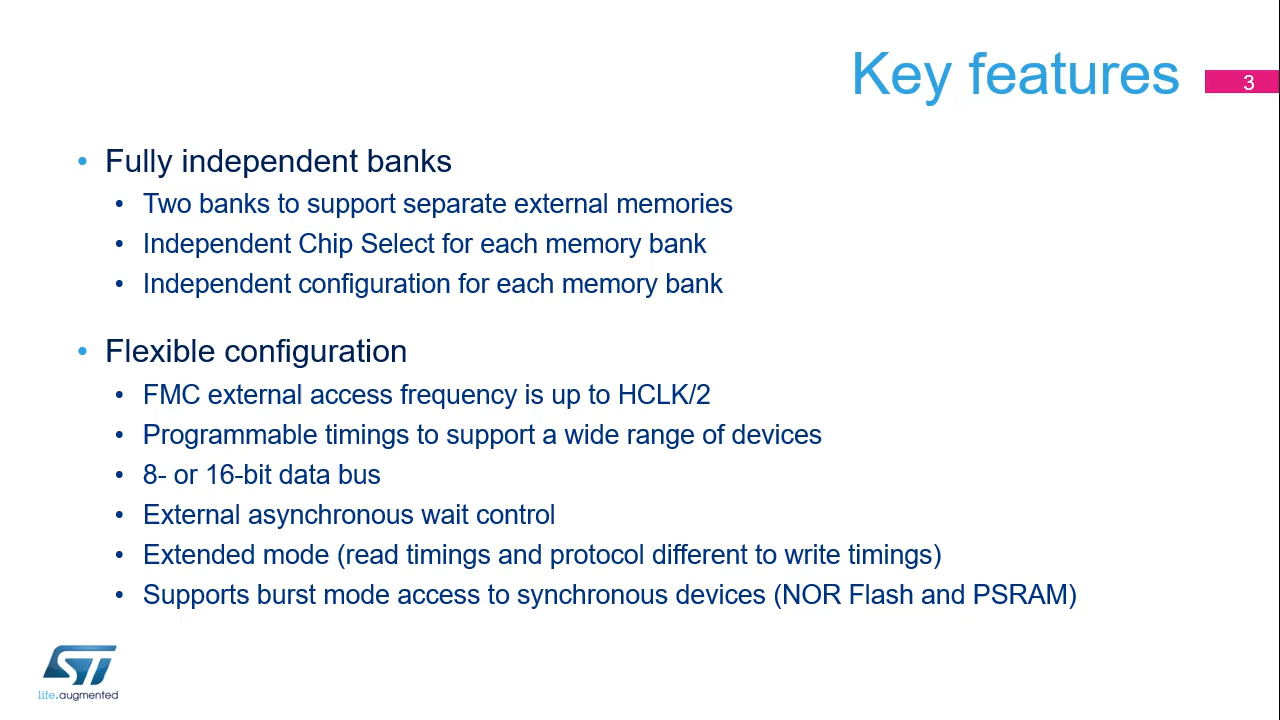 Key features
3
• Fully independent banks
• Two banks to support separate external memories
• Independent Chip Select for each memory bank
• Independent configuration for each memory bank
• Flexible configuration
• FMC external access frequency is up to HCLK/2
• Programmable timings to support a wide range of devices
• 8- or 16-bit data bus
• External asynchronous wait control
• Extended mode (read timings and protocol different to write timings)
• Supports burst mode access to synchronous devices (NOR Flash and PSRAM)
ST
life.augmented